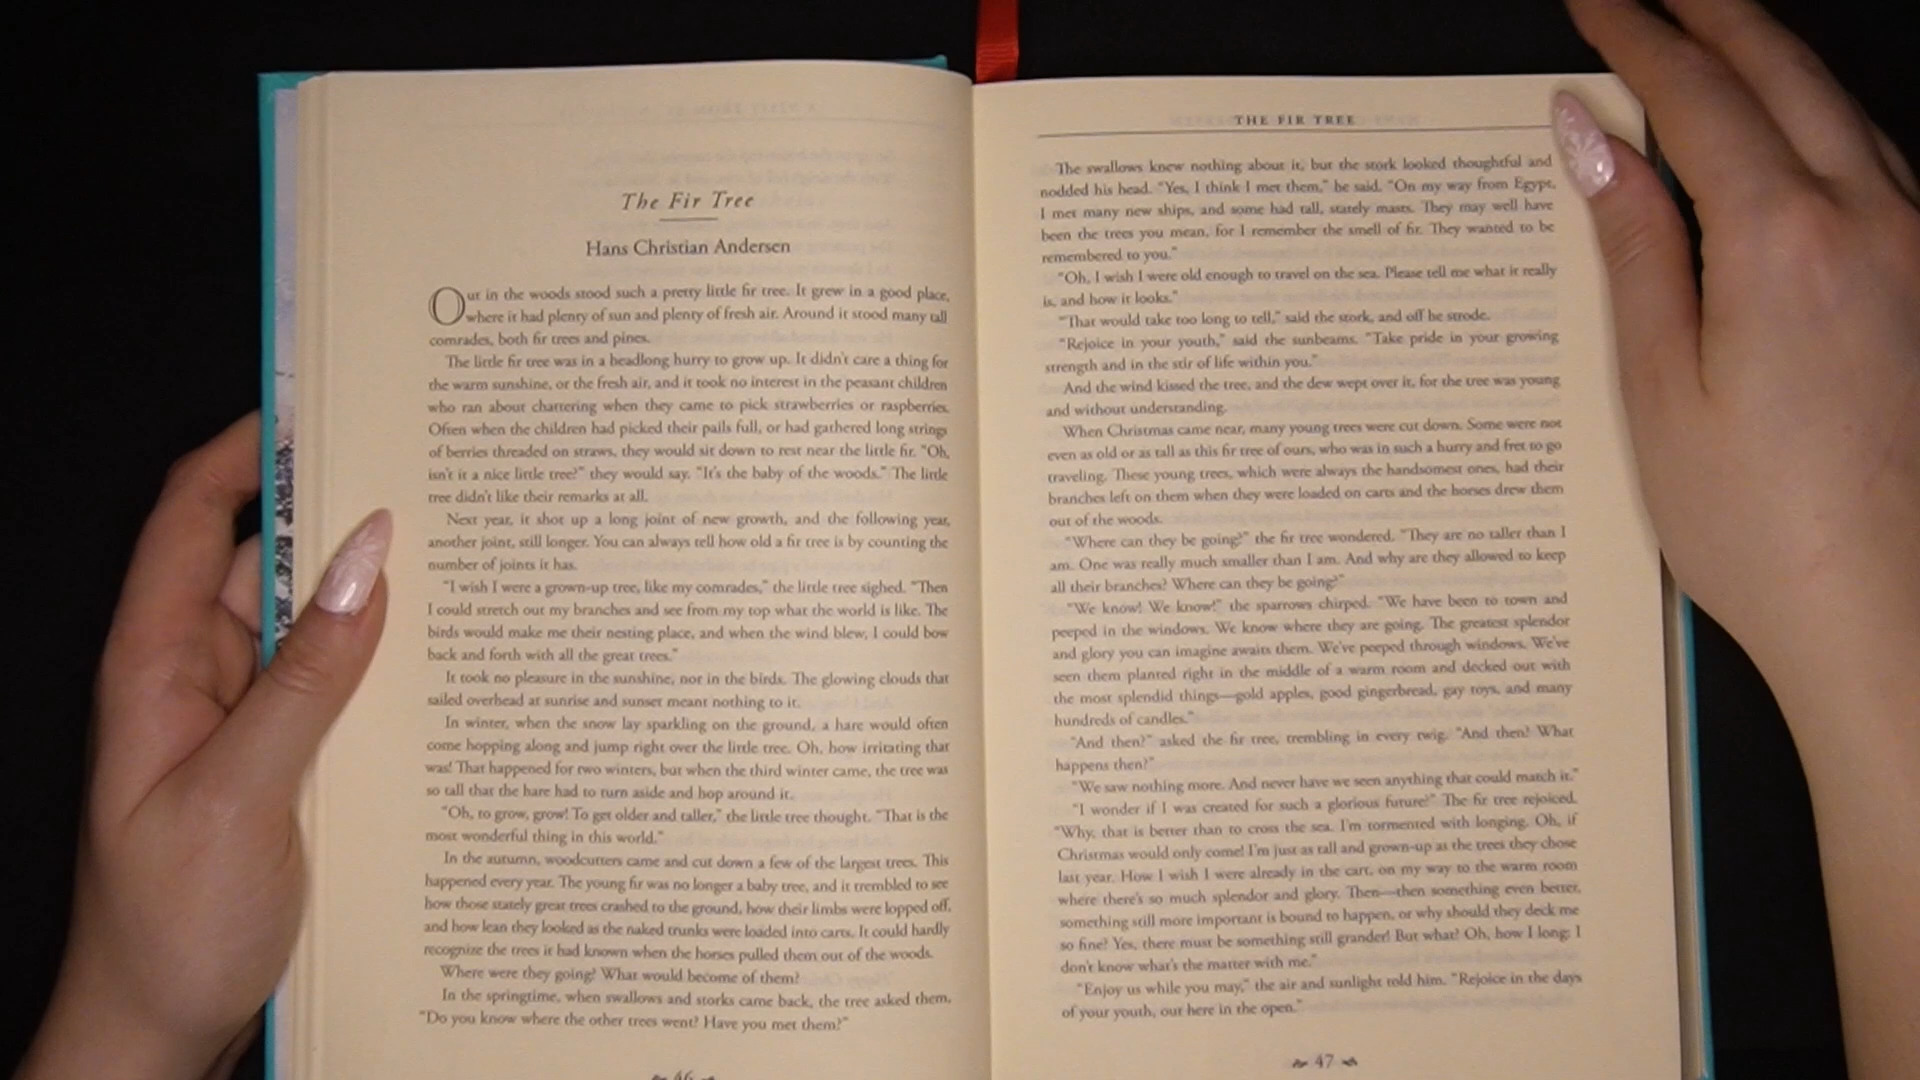 The Fir Tree
Hans Christian Andersen
Out in the woods stood such a pretty little fir tree. It grew in a good place,
where it had plenty of sun and plenty of fresh air. Around it stood many tall
comrades, both fir trees and pines.
The little fir tree was in a headlong hurry to grow up. It didn't care a thing for
the warm sunshine, or the fresh air, and it took no interest in the peasant children
who ran about chattering when they came to pick strawberries or raspberries.
Often when the children had picked their pails full, or had gathered long strings
of berries threaded on straws, they would sit down to rest near the little fir. "Oh,
isn't it a nice little tree?" they would say. "It's the baby of the woods." The little
tree didn't like their remarks at all.
Next year, it shot up a long joint of new growth, and the following year,
another joint, still longer. You can always tell how old a fir tree is by counting the
number of joints it has.
"I wish I were a grown-up tree, like my comrades," the little tree sighed. "Then
I could stretch out my branches and see from my top what the world is like. The
birds would make me their nesting place, and when the wind blew, I could bow
back and forth with all the great trees."
It took no pleasure in the sunshine, nor in the birds. The glowing clouds that
sailed overhead at sunrise and sunset meant nothing to it.
In winter, when the snow lay sparkling on the ground, a hare would often
come hopping along and jump right over the little tree. Oh, how irritating that
was! That happened for two winters, but when the third winter came, the tree was
so tall that the hare had to turn aside and hop around it.
"Oh, to grow, grow! To get older and taller," the little tree thought. "That is the
most wonderful thing in this world."
In the autumn, woodcutters came and cut down a few of the largest trees. This
happened every year. The young fir was no longer a baby tree, and it trembled to see
how those stately great trees crashed to the ground, how their limbs were lopped off,
and how lean they looked as the naked trunks were loaded into carts. It could hardly
recognize the trees it had known when the horses pulled them out of the woods.
Where were they going? What would become of them?
In the springtime, when swallows and storks came back, the tree asked them,
"Do you know where the other trees went? Have you met them?"
46
THE FIR TREE
The swallows knew nothing about it, but the stork looked thoughtful and
nodded his head. "Yes, I think I met them," he said. "On my way from Egypt,
I met many new ships, and some had tall, stately masts. They may well have
been the trees you mean, for I remember the smell of fir. They wanted to be
remembered to you."
"Oh, I wish I were old enough to travel on the sea. Please tell me what it really
is, and how it looks."
"That would take too long to tell," said the stork, and off he strode.
"Rejoice in your youth," said the sunbeams. "Take pride in your growing
strength and in the stir of life within you."
And the wind kissed the tree, and the dew wept over it, for the tree was young
and without understanding.
When Christmas came near, many young trees were cut down. Some were not
even as old or as tall as this fir tree of ours, who was in such a hurry and fret to go
traveling. These young trees, which were always the handsomest ones, had their
branches left on them when they were loaded on carts and the horses drew them
out of the woods.
"Where can they be going?" the fir tree wondered. "They are no taller than I
am. One was really much smaller than I am. And why are they allowed to keep
all their branches? Where can they be going?"
"We know! We know!" the sparrows chirped. "We have been to town and
peeped in the windows. We know where they are going. The greatest splendor
and glory you can imagine awaits them. We've peeped through windows. We've
seen them planted right in the middle of a warm room and decked out with
the most splendid things—gold apples, good gingerbread, gay toys, and many
hundreds of candles."
"And then?" asked the fir tree, trembling in every twig. "And then? What
happens then?"
"We saw nothing more. And never have we seen anything that could match it."
"I wonder if I was created for such a glorious future?" The fir tree rejoiced.
"Why, that is better than to cross the sea. I'm tormented with longing. Oh, if
Christmas would only come! I'm just as tall and grown-up as the trees they chose
last year. How I wish I were already in the cart, on my way to the warm room
where there's so much splendor and glory. Then—then something even better,
something still more important is bound to happen, or why should they deck me
so fine? Yes, there must be something still grander! But what? Oh, how I long; I
don't know what's the matter with me."
"Enjoy us while you may," the air and sunlight told him. "Rejoice in the days
of your youth, out here in the open."
47